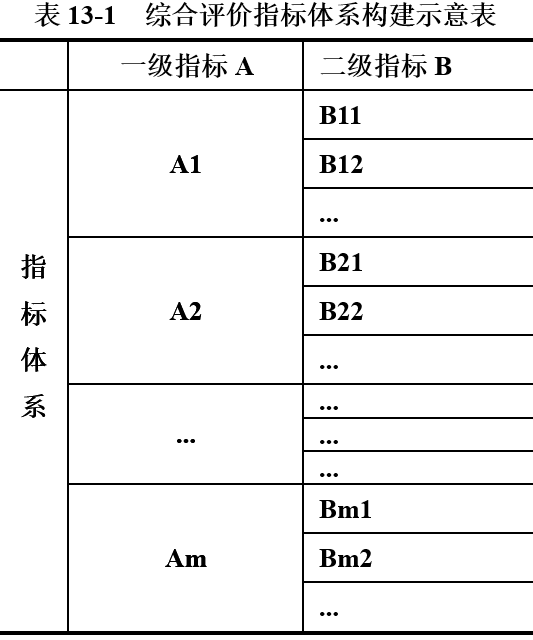 表 13-1 综合评价指标体系构建示意表
一级指标 A 二级指标 B
指
标
体
系
A1
B11
B12
...
A2
B21
B22
...
...
...
...
...
Am
Bm1
Bm2
...